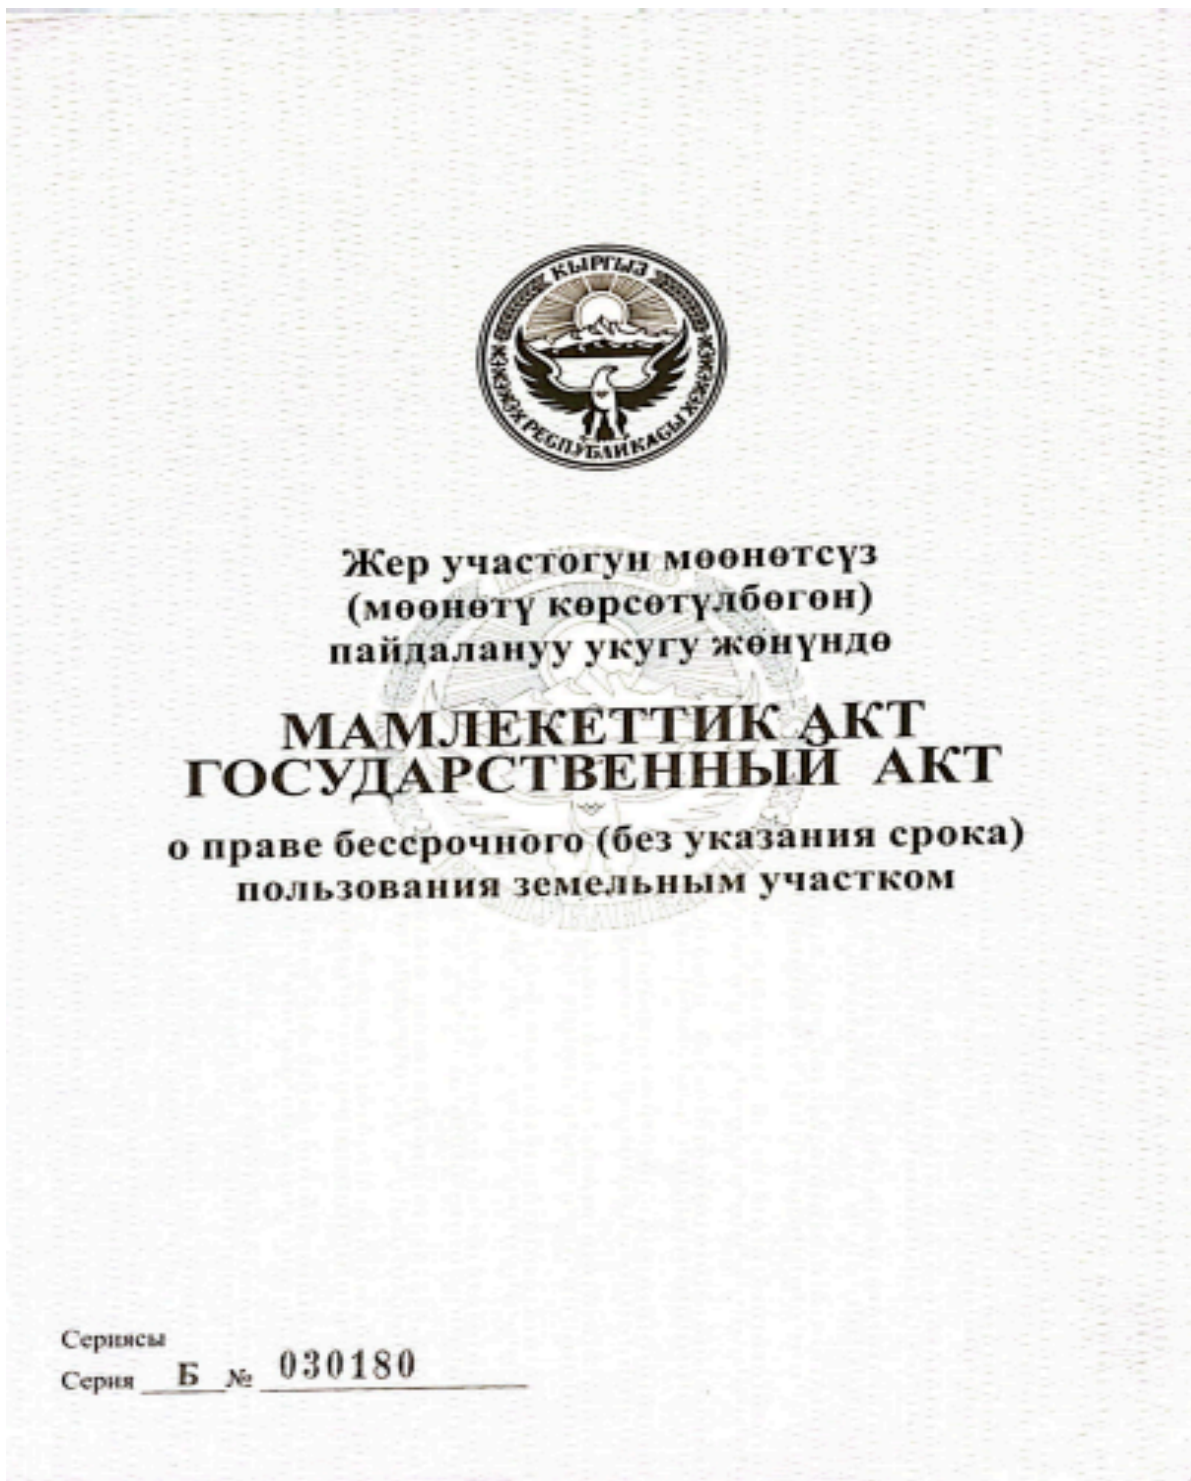 КЫРГЫЗ
РЕСПУБЛИКАСЫ
Жер участогун мөөнөтсүз
(мөөнөтү көрсөтүлбөгөн)
пайдалануу укугу жөнүндө
МАМЛЕКЕТТИК АКТ
ГОСУДАРСТВЕННЫЙ АКТ
о праве бессрочного (без указания срока)
пользования земельным участком
Сериясы
Серия Б № 030180